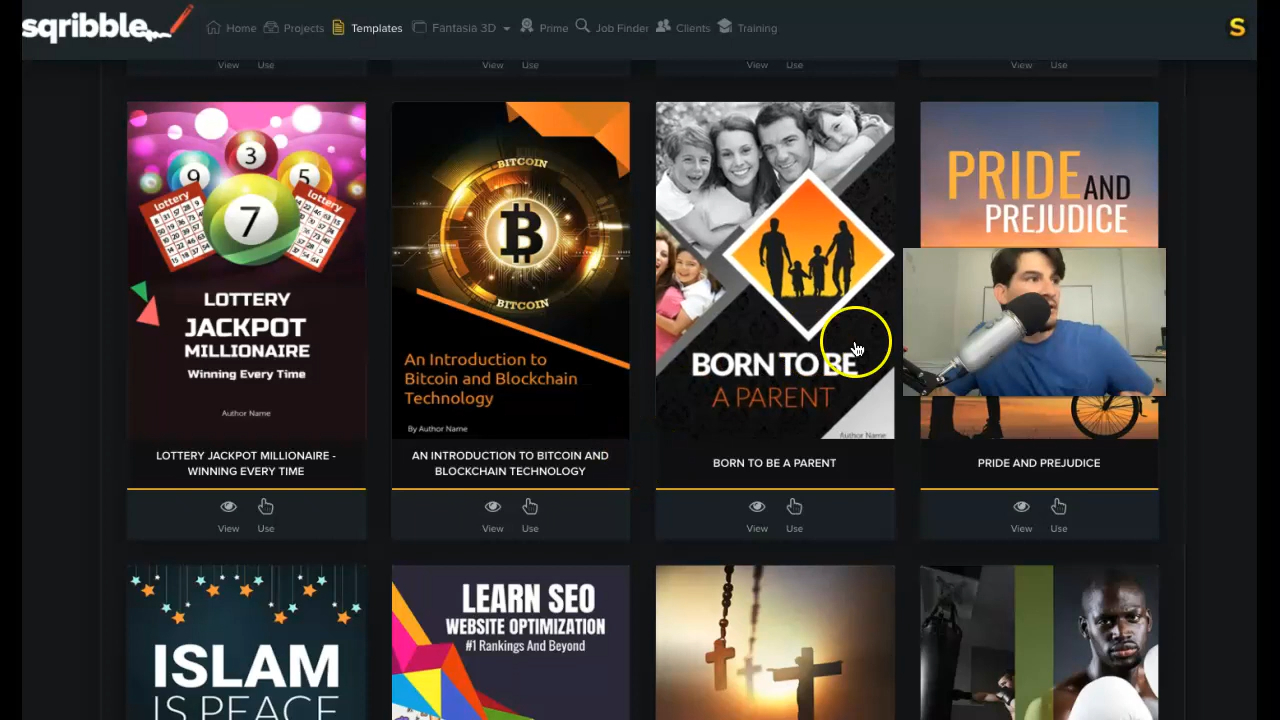 sqribble
Home Projects Templates Fantasia 3D Prime Job Finder Clients Training
S
View Use View Use View Use View Use
3
9
5
7
lottery
lottery
LOTTERY
JACKPOT
MILLIONAIRE
Winning Every Time
Author Name
BITCOIN
B
BITCOIN
An Introduction to
Bitcoin and Blockchain
Technology
By Author Name
BORN TO BE
A PARENT
Author Name
PRIDE AND
PREJUDICE
LOTTERY JACKPOT MILLIONAIRE -
WINNING EVERY TIME
AN INTRODUCTION TO BITCOIN AND
BLOCKCHAIN TECHNOLOGY
BORN TO BE A PARENT
PRIDE AND PREJUDICE
View Use View Use View Use View Use
ISLAM
IS PEACE
LEARN SEO
WEBSITE OPTIMIZATION
#1 Rankings And Beyond